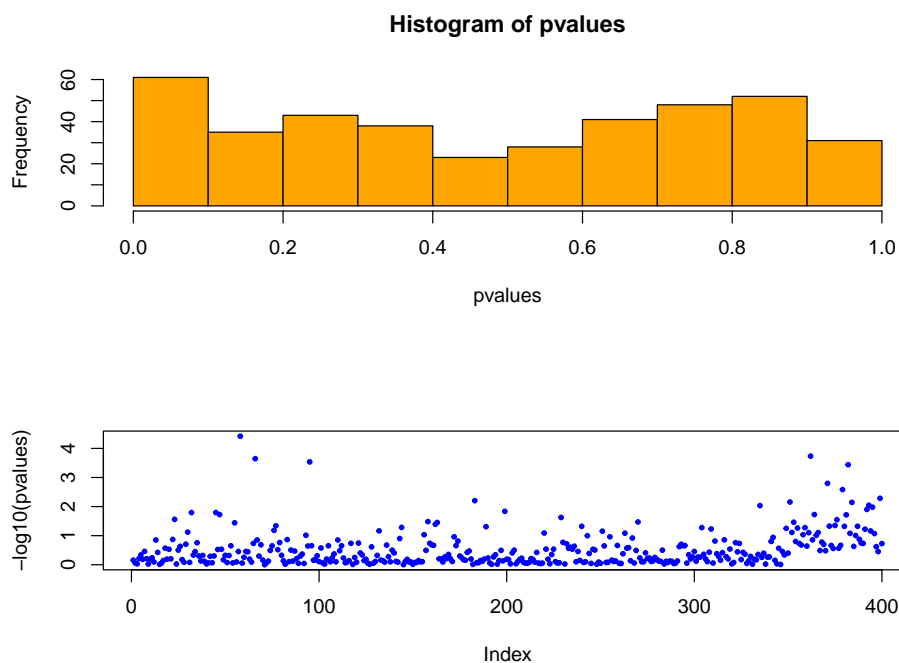 Histogram of pvalues
Frequency
60
40
20
0
0.0 0.2 0.4 0.6 0.8 1.0
pvalues
−log10(pvalues)
4
3
2
1
0
0 100 200 300 400
Index